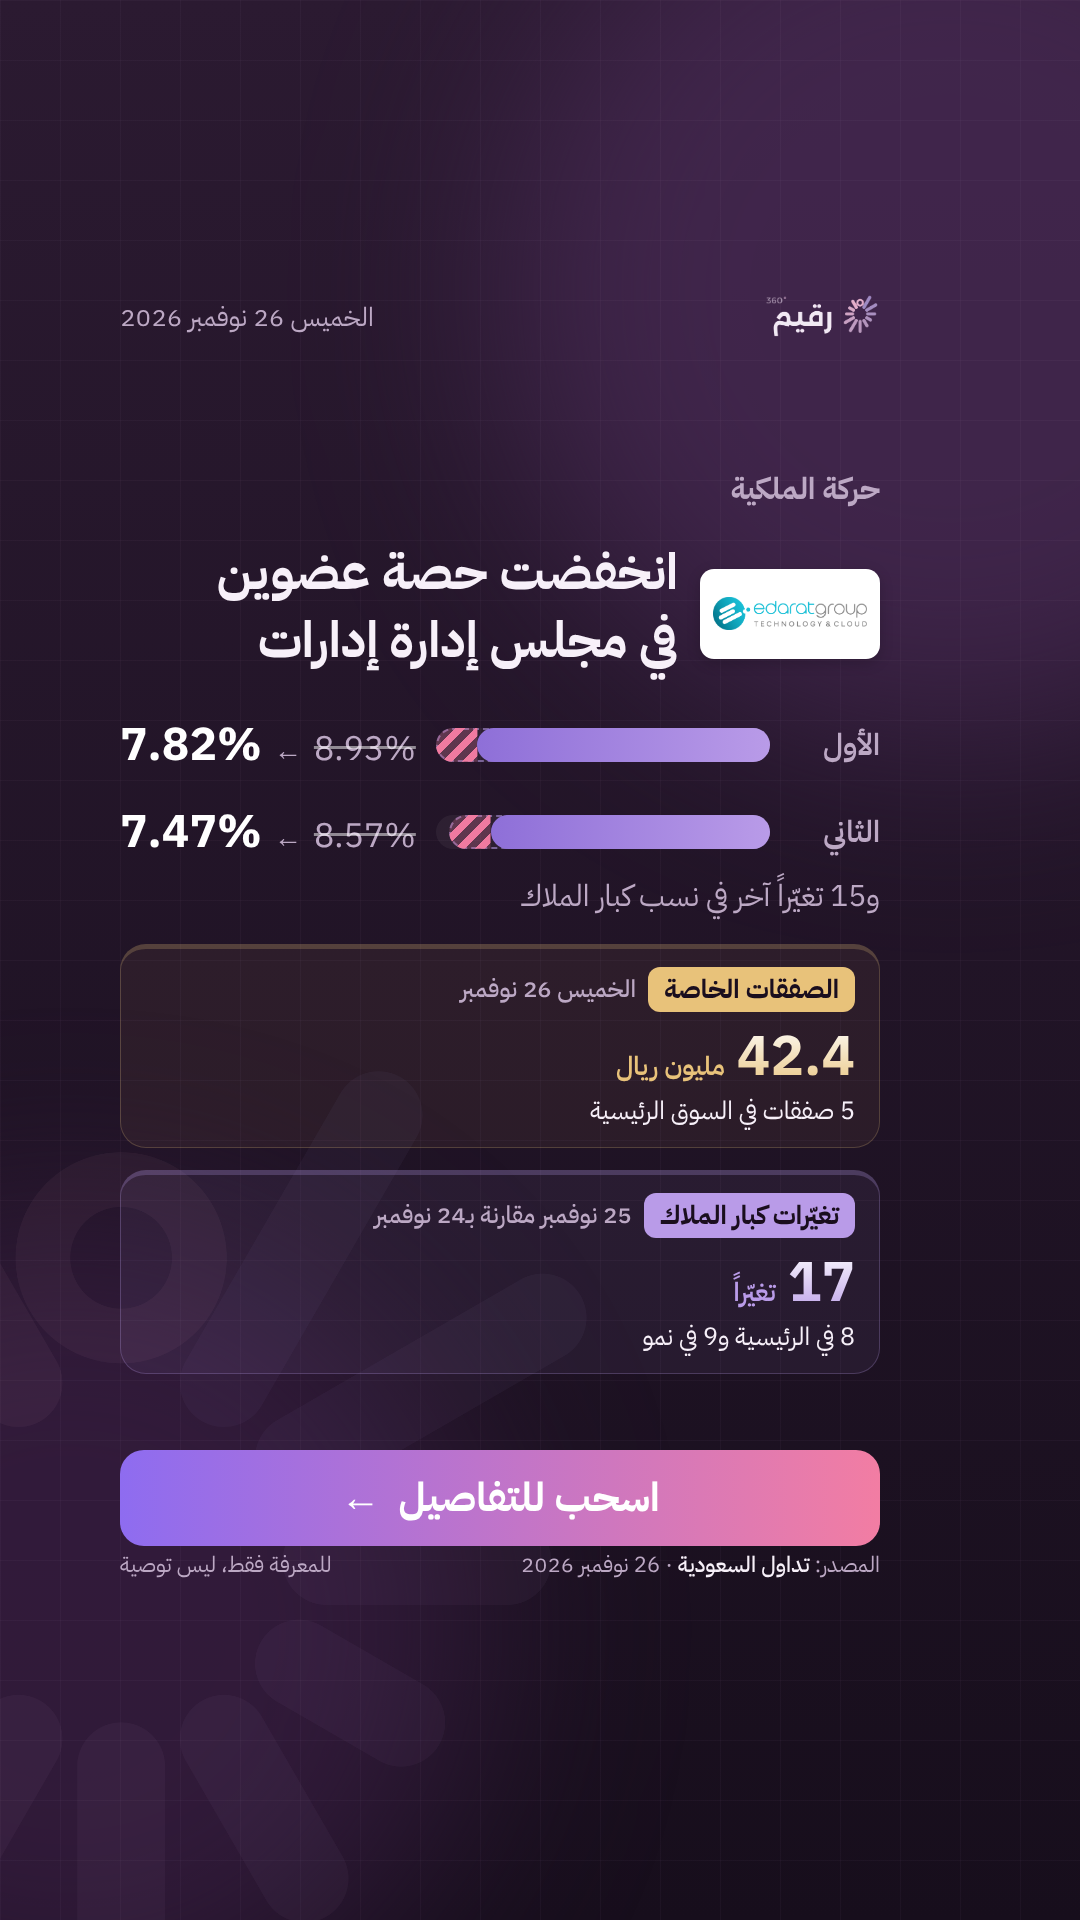 رقيم 360°
الخميس 26 نوفمبر 2026
حركة الملكية
edaratgroup
TECHNOLOGY & CLOUD
انخفضت حصة عضوين
في مجلس إدارة إدارات
الأول 8.93% ← 7.82%
الثاني 8.57% ← 7.47%
و15 تغيّراً آخر في نسب كبار الملاك
الصفقات الخاصة الخميس 26 نوفمبر
42.4 مليون ريال
5 صفقات في السوق الرئيسية
تغيّرات كبار الملاك 25 نوفمبر مقارنة بـ24 نوفمبر
17 تغيّراً
8 في الرئيسية و9 في نمو
اسحب للتفاصيل ←
المصدر: تداول السعودية · 26 نوفمبر 2026
للمعرفة فقط، ليس توصية